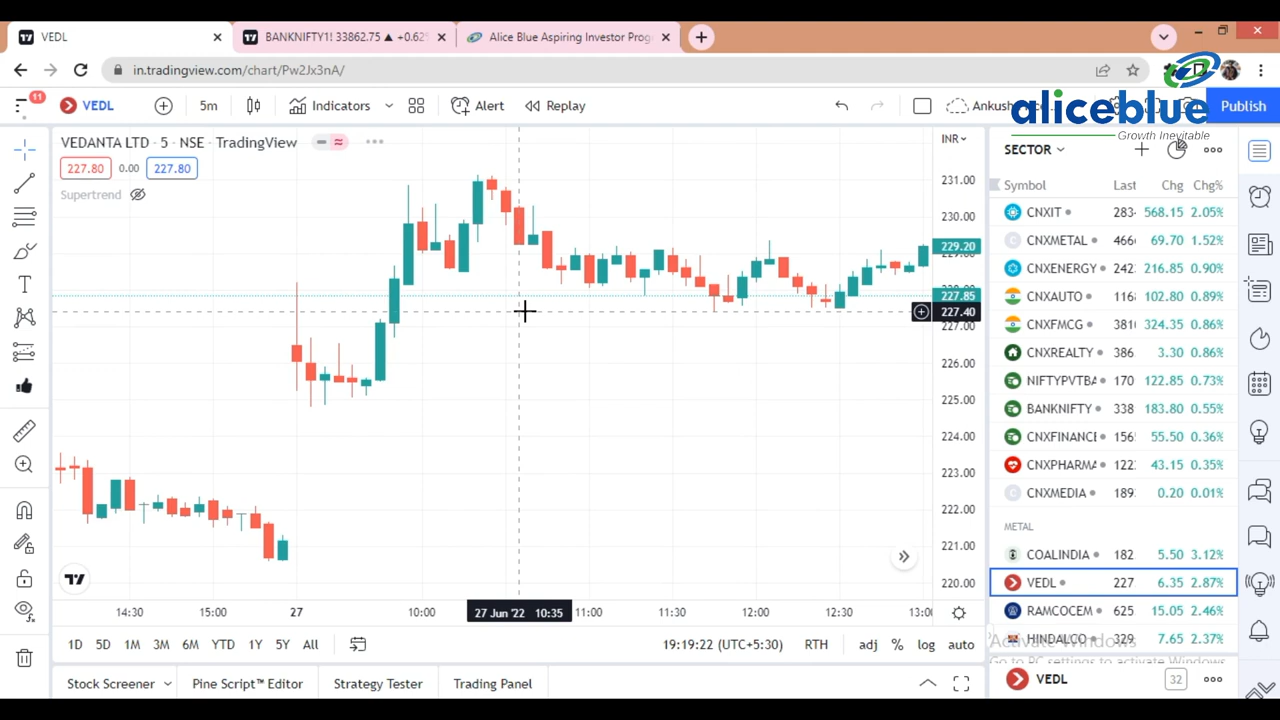 VEDL
BANKNIFTY1! 33862.75 ▲ +0.62
Alice Blue Aspiring Investor Prog
in.tradingview.com/chart/Pw2Jx3nA/
11
VEDL
5m
Indicators
Alert
Replay
Ankush
aliceblue
Growth Inevitable
Publish
VEDANTA LTD · 5 · NSE · TradingView
227.80 0.00 227.80
Supertrend
INR
231.00
230.00
229.20
229.00
227.85
227.40
227.00
226.00
225.00
224.00
223.00
222.00
221.00
220.00
14:30 15:00 27 10:00 27 Jun '22 10:35 11:00 11:30 12:00 12:30 13:00
1D 5D 1M 3M 6M YTD 1Y 5Y All
19:19:22 (UTC+5:30) RTH adj % log auto
Stock Screener Pine Script™ Editor Strategy Tester Trading Panel
SECTOR
Symbol Last Chg Chg%
CNXIT 283 568.15 2.05%
CNXMETAL 466 69.70 1.52%
CNXENERGY 242 216.85 0.90%
CNXAUTO 116 102.80 0.89%
CNXFMCG 381 324.35 0.86%
CNXREALTY 386 3.30 0.86%
NIFTYPVTBA 170 122.85 0.73%
BANKNIFTY 338 183.80 0.55%
CNXFINANCE 156 55.50 0.36%
CNXPHARMA 122 43.15 0.35%
CNXMEDIA 189 0.20 0.01%
METAL
COALINDIA 182 5.50 3.12%
VEDL 227 6.35 2.87%
RAMCOCEM 625 15.05 2.46%
HINDALCO 329 7.65 2.37%
Activate Windows
Go to PC settings to activate Windows.
VEDL 32